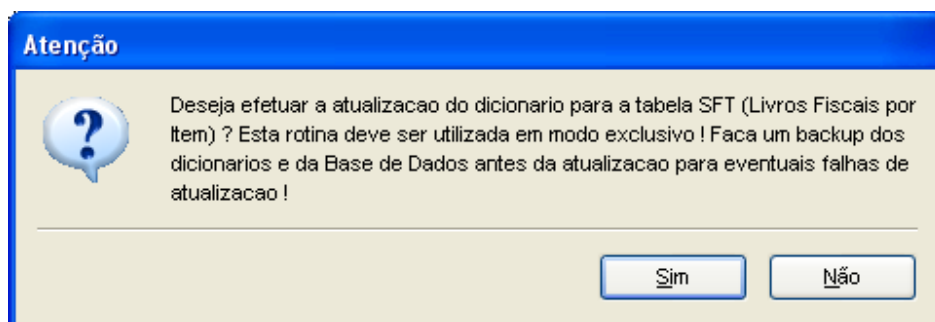 Atenção
Deseja efetuar a atualizacao do dicionario para a tabela SFT (Livros Fiscais por
Item) ? Esta rotina deve ser utilizada em modo exclusivo ! Faca um backup dos
dicionarios e da Base de Dados antes da atualizacao para eventuais falhas de
atualizacao !
Sim
Não